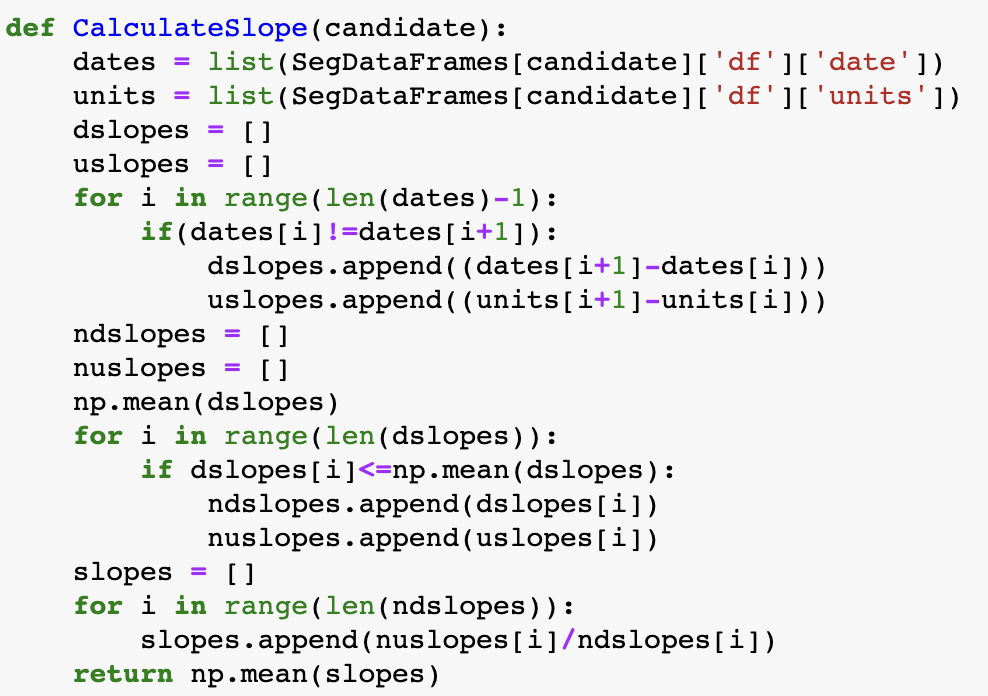 def CalculateSlope(candidate):
    dates = list(SegDataFrames[candidate]['df']['date'])
    units = list(SegDataFrames[candidate]['df']['units'])
    dslopes = []
    uslopes = []
    for i in range(len(dates)-1):
        if(dates[i]!=dates[i+1]):
            dslopes.append((dates[i+1]-dates[i]))
            uslopes.append((units[i+1]-units[i]))
    ndslopes = []
    nuslopes = []
    np.mean(dslopes)
    for i in range(len(dslopes)):
        if dslopes[i]<=np.mean(dslopes):
            ndslopes.append(dslopes[i])
            nuslopes.append(uslopes[i])
    slopes = []
    for i in range(len(ndslopes)):
        slopes.append(nuslopes[i]/ndslopes[i])
    return np.mean(slopes)